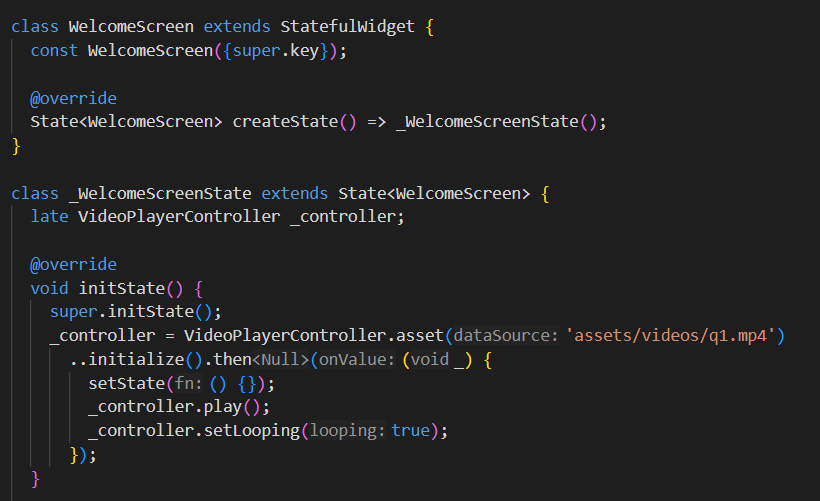 class WelcomeScreen extends StatefulWidget {
  const WelcomeScreen({super.key});

  @override
  State<WelcomeScreen> createState() => _WelcomeScreenState();
}

class _WelcomeScreenState extends State<WelcomeScreen> {
  late VideoPlayerController _controller;

  @override
  void initState() {
    super.initState();
    _controller = VideoPlayerController.asset(dataSource: 'assets/videos/q1.mp4')
      ..initialize().then<Null>(onValue: (void _) {
        setState(fn: () {});
        _controller.play();
        _controller.setLooping(looping: true);
      });
  }